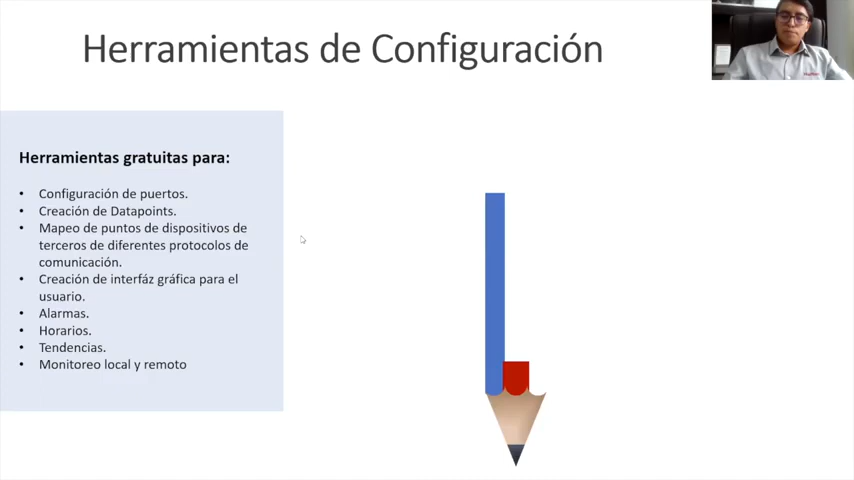 Herramientas de Configuración
Herramientas gratuitas para:
• Configuración de puertos.
• Creación de Datapoints.
• Mapeo de puntos de dispositivos de
terceros de diferentes protocolos de
comunicación.
• Creación de interfáz gráfica para el
usuario.
• Alarmas.
• Horarios.
• Tendencias.
• Monitoreo local y remoto